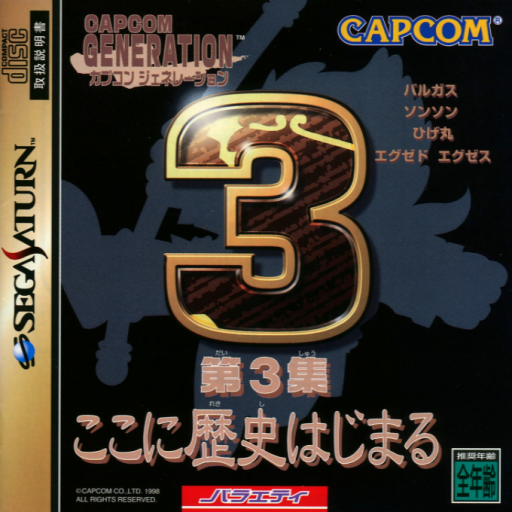 COMPACT
disc
取扱説明書
SEGA SATURN™
CAPCOM
GENERATION™
カプコン ジェネレーション
CAPCOM®
バルガス
ソンソン
ひげ丸
エグゼド エグゼス
3
だい しゅう
第3集
れき し
ここに歴史はじまる
©CAPCOM CO., LTD. 1998
ALL RIGHTS RESERVED.
バラエティ
推奨年齢
全年齢